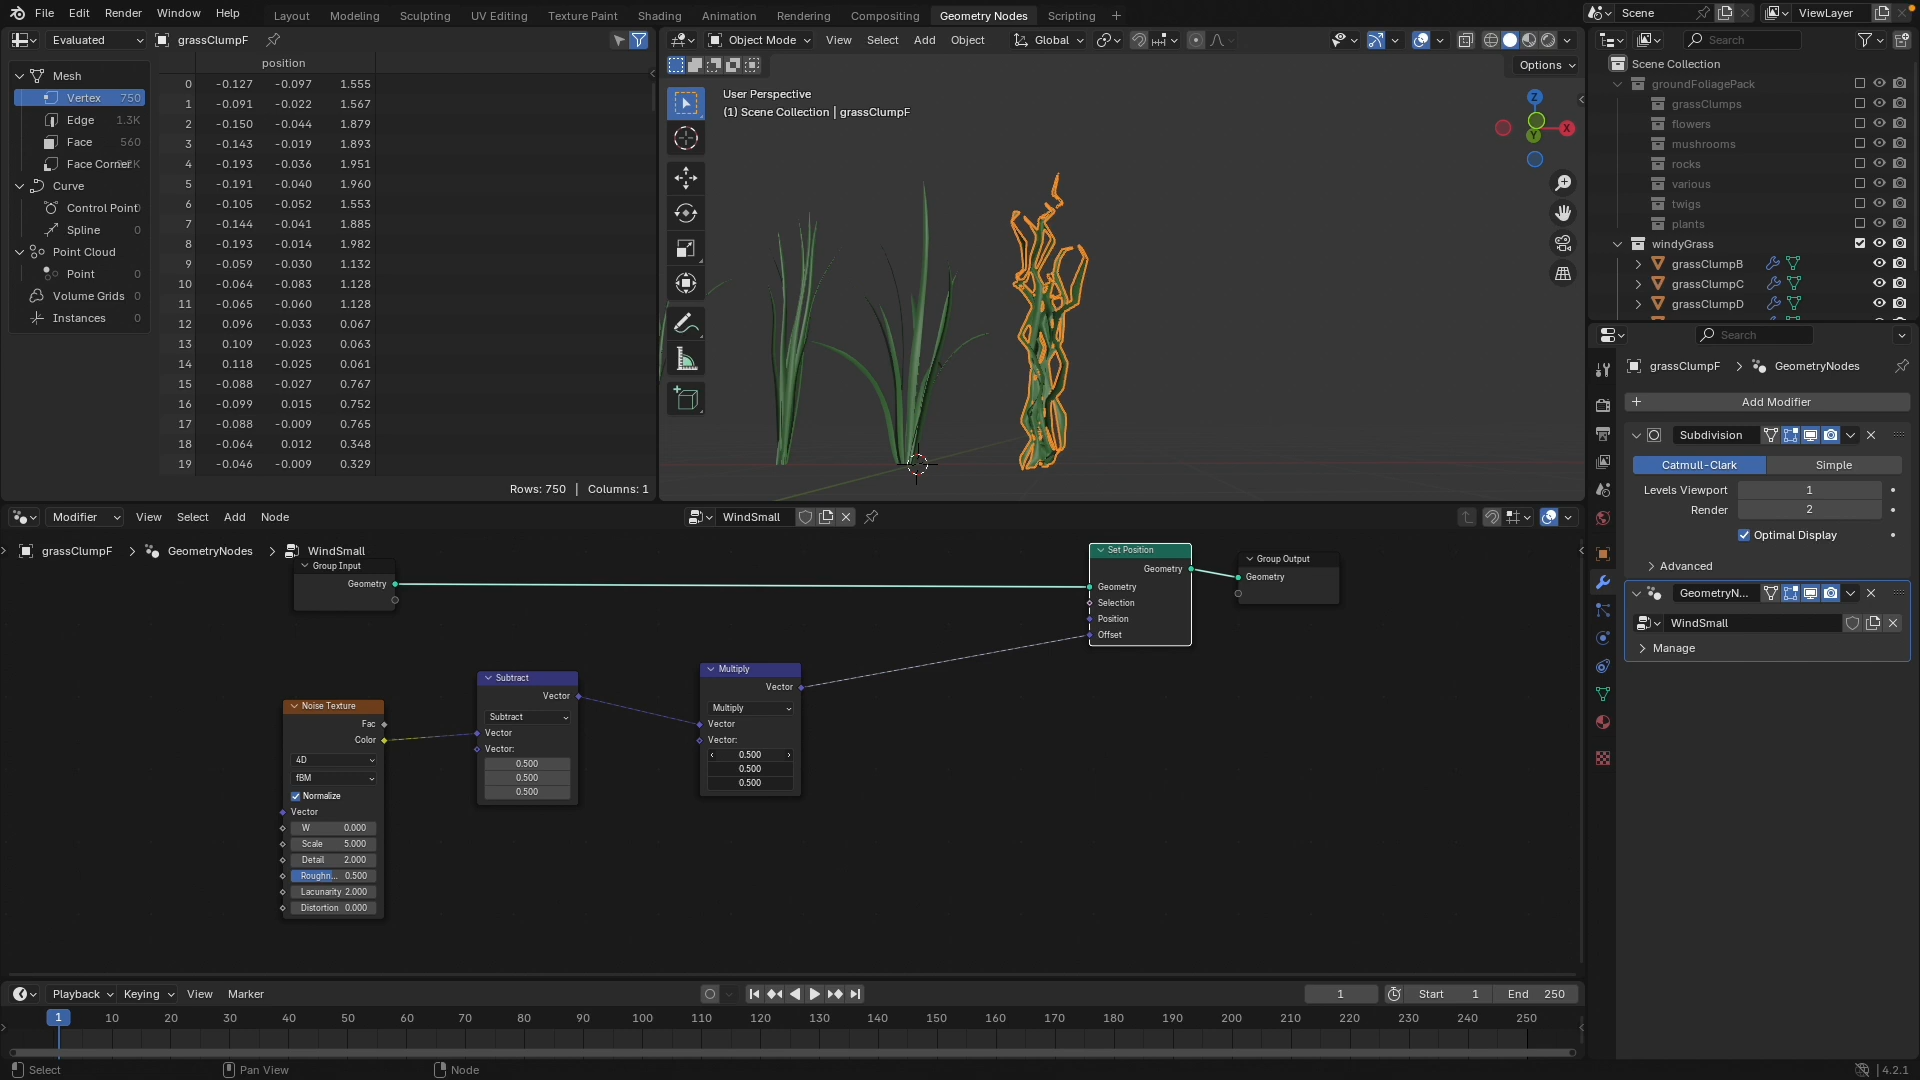 File Edit Render Window Help Layout Modeling Sculpting UV Editing Texture Paint Shading Animation Rendering Compositing Geometry Nodes Scripting Scene ViewLayer
Evaluated grassClumpF
position
Mesh
Vertex 750
Edge 1.3K
Face 560
Face Corner
Curve
Control Point
Spline 0
Point Cloud
Point 0
Volume Grids 0
Instances 0
0 -0.127 -0.097 1.555
1 -0.091 -0.022 1.567
2 -0.150 -0.044 1.879
3 -0.143 -0.019 1.893
4 -0.193 -0.036 1.951
5 -0.191 -0.040 1.960
6 -0.105 -0.052 1.553
7 -0.144 -0.041 1.885
8 -0.193 -0.014 1.982
9 -0.059 -0.030 1.132
10 -0.064 -0.083 1.128
11 -0.065 -0.060 1.128
12 0.096 -0.033 0.067
13 0.109 -0.023 0.063
14 0.118 -0.025 0.061
15 -0.088 -0.027 0.767
16 -0.099 0.015 0.752
17 -0.088 -0.009 0.765
18 -0.064 0.012 0.348
19 -0.046 -0.009 0.329
Rows: 750 | Columns: 1
Object Mode View Select Add Object Global
Options
User Perspective
(1) Scene Collection | grassClumpF
Z
X
Y
Search
Scene Collection
groundFoliagePack
grassClumps
flowers
mushrooms
rocks
various
twigs
plants
windyGrass
grassClumpB
grassClumpC
grassClumpD
Search
grassClumpF > GeometryNodes
+ Add Modifier
Subdivision
Catmull-Clark Simple
Levels Viewport 1
Render 2
Optimal Display
Advanced
GeometryN...
WindSmall
Manage
Modifier View Select Add Node WindSmall
grassClumpF > GeometryNodes > WindSmall
Group Input
Geometry
Noise Texture
Fac
Color
4D
fBM
Normalize
Vector
W 0.000
Scale 5.000
Detail 2.000
Roughn... 0.500
Lacunarity 2.000
Distortion 0.000
Subtract
Vector
Subtract
Vector
Vector:
0.500
0.500
0.500
Multiply
Vector
Multiply
Vector
Vector:
0.500
0.500
0.500
Set Position
Geometry
Geometry
Selection
Position
Offset
Group Output
Geometry
Playback Keying View Marker 1 Start 1 End 250
1 10 20 30 40 50 60 70 80 90 100 110 120 130 140 150 160 170 180 190 200 210 220 230 240 250
Select Pan View Node 4.2.1